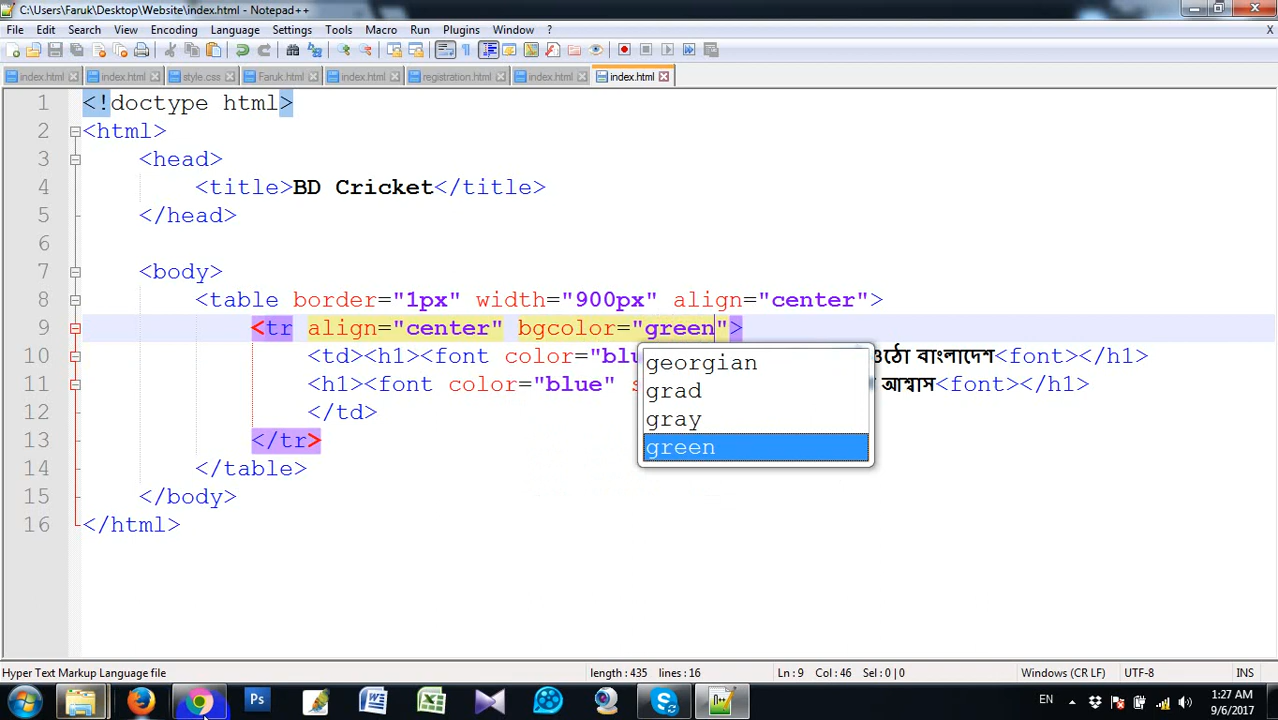 C:\Users\Faruk\Desktop\Website\index.html - Notepad++
File Edit Search View Encoding Language Settings Tools Macro Run Plugins Window ? X
index.html index.html style.css Faruk.html index.html registration.html index.html index.html
1 <!doctype html>
2 <html>
3 <head>
4 <title>BD Cricket</title>
5 </head>
6
7 <body>
8 <table border="1px" width="900px" align="center">
9 <tr align="center" bgcolor="green">
10 <td><h1><font color="blu ওঠো বাংলাদেশ<font></h1>
11 <h1><font color="blue" s আশ্বাস<font></h1>
12 </td>
13 </tr>
14 </table>
15 </body>
16 </html>
georgian
grad
gray
green
Hyper Text Markup Language file length : 435 lines : 16 Ln : 9 Col : 46 Sel : 0 | 0 Windows (CR LF) UTF-8 INS
Ps EN 1:27 AM
9/6/2017